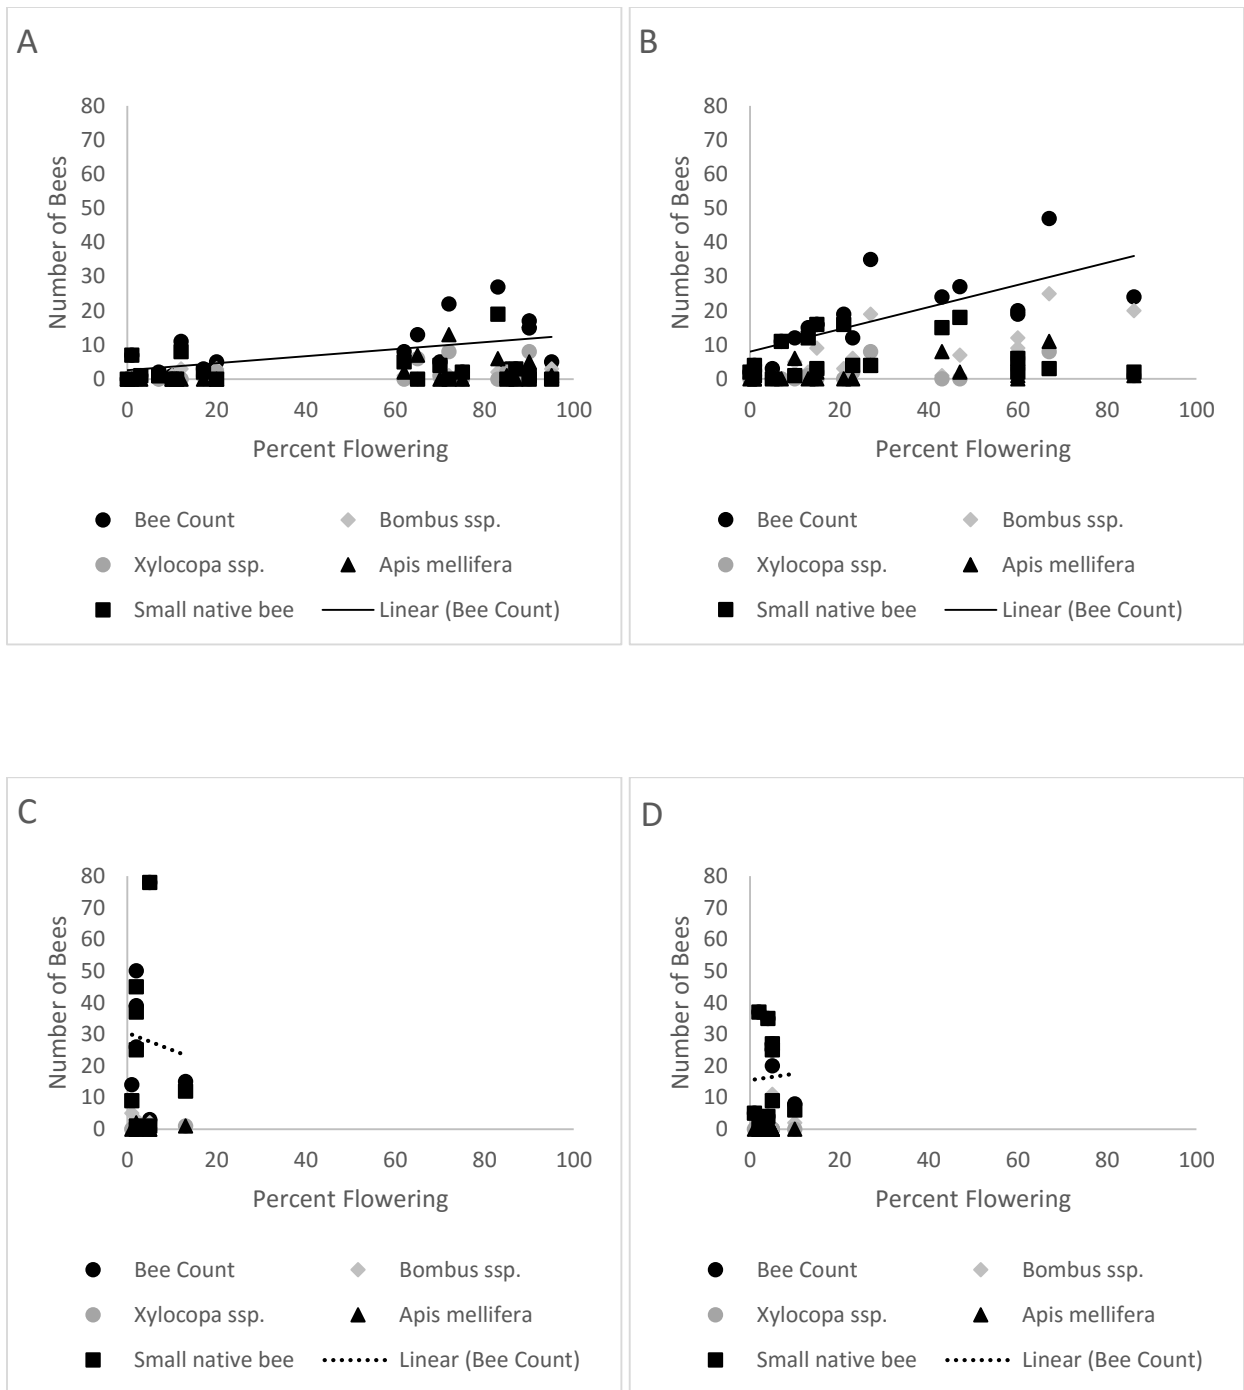 A
80
70
60
50
40
30
20
10
0
Number of Bees
0 20 40 60 80 100
Percent Flowering
Bee Count Bombus ssp.
Xylocopa ssp. Apis mellifera
Small native bee Linear (Bee Count)
B
80
70
60
50
40
30
20
10
0
Number of Bees
0 20 40 60 80 100
Percent Flowering
Bee Count Bombus ssp.
Xylocopa ssp. Apis mellifera
Small native bee Linear (Bee Count)
C
80
70
60
50
40
30
20
10
0
Number of Bees
0 20 40 60 80 100
Percent Flowering
Bee Count Bombus ssp.
Xylocopa ssp. Apis mellifera
Small native bee Linear (Bee Count)
D
80
70
60
50
40
30
20
10
0
Number of Bees
0 20 40 60 80 100
Percent Flowering
Bee Count Bombus ssp.
Xylocopa ssp. Apis mellifera
Small native bee Linear (Bee Count)